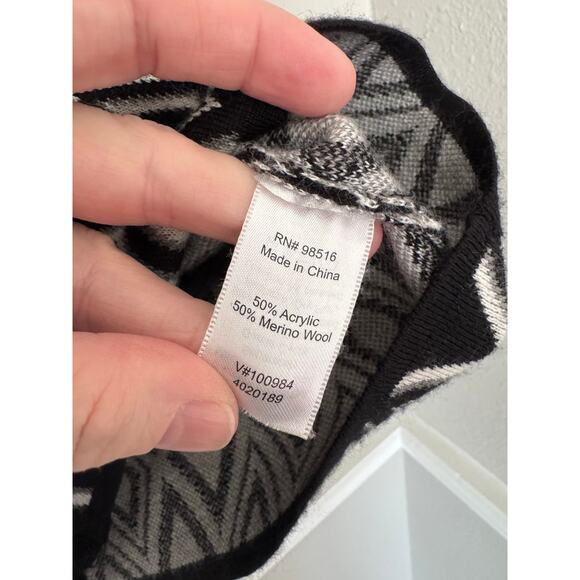 RN# 98516
Made in China
50% Acrylic
50% Merino Wool
V#100984
4020189